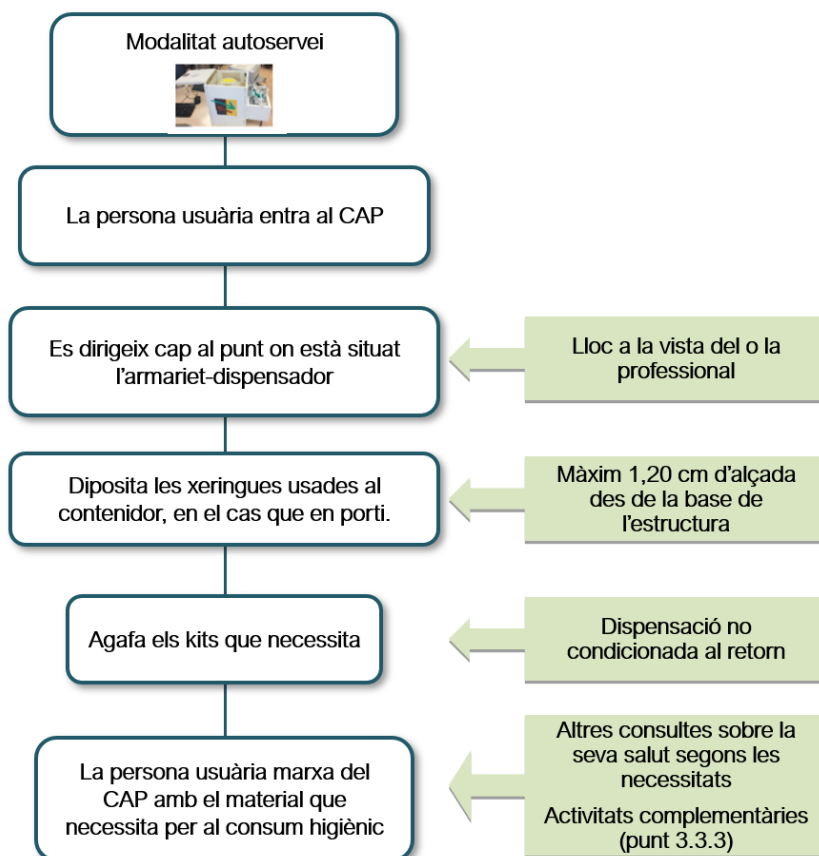 Modalitat autoservei
La persona usuària entra al CAP
Es dirigeix cap al punt on està situat
l'armariet-dispensador
Lloc a la vista del o la
professional
Diposita les xeringues usades al
contenidor, en el cas que en porti.
Màxim 1,20 cm d'alçada
des de la base de
l'estructura
Agafa els kits que necessita
Dispensació no
condicionada al retorn
La persona usuària marxa del
CAP amb el material que
necessita per al consum higiènic
Altres consultes sobre la
seva salut segons les
necessitats
Activitats complementàries
(punt 3.3.3)